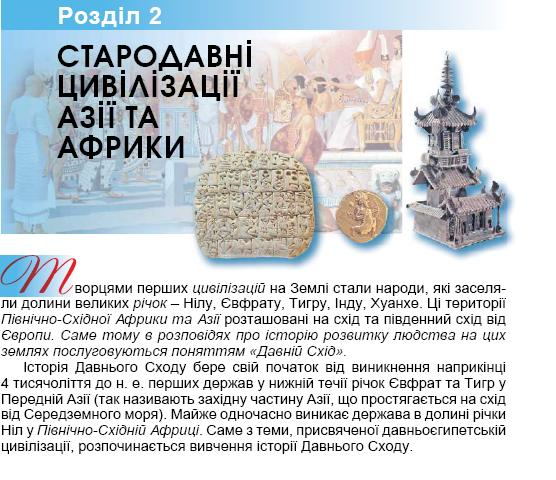 Розділ 2
СТАРОДАВНІ
ЦИВІЛІЗАЦІЇ
АЗІЇ ТА
АФРИКИ
Творцями перших цивілізацій на Землі стали народи, які заселя-
ли долини великих річок – Нілу, Євфрату, Тигру, Інду, Хуанхе. Ці території
Північно-Східної Африки та Азії розташовані на схід та південний схід від
Європи. Саме тому в розповідях про історію розвитку людства на цих
землях послуговуються поняттям «Давній Схід».
Історія Давнього Сходу бере свій початок від виникнення наприкінці
4 тисячоліття до н. е. перших держав у нижній течії річок Євфрат та Тигр у
Передній Азії (так називають західну частину Азії, що простягається на схід
від Середземного моря). Майже одночасно виникає держава в долині річки
Ніл у Північно-Східній Африці. Саме з теми, присвяченої давньоєгипетській
цивілізації, розпочинається вивчення історії Давнього Сходу.